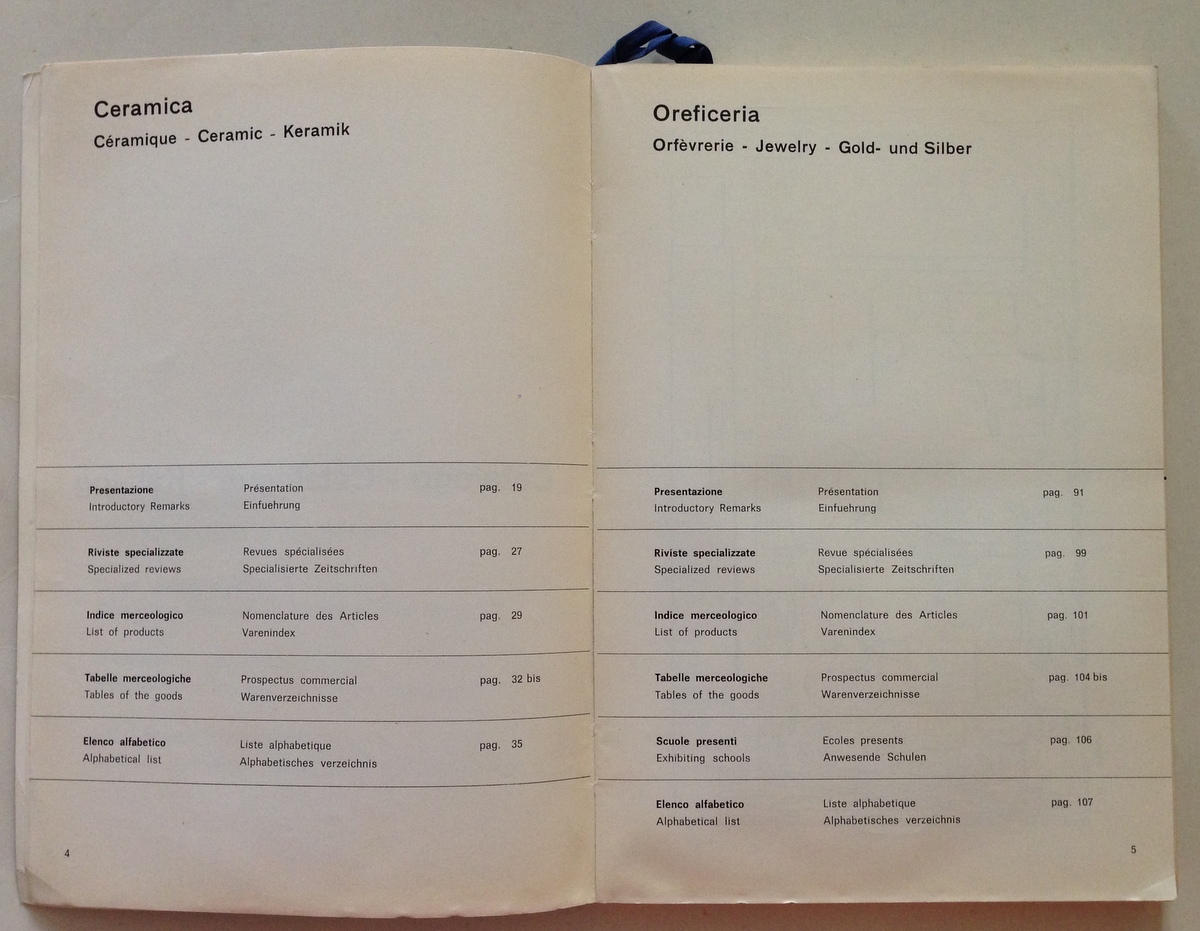 Ceramica
Céramique - Ceramic - Keramik
Presentazione Présentation pag. 19
Introductory Remarks Einfuehrung
Riviste specializzate Revues spécialisées pag. 27
Specialized reviews Specialisierte Zeitschriften
Indice merceologico Nomenclature des Articles pag. 29
List of products Varenindex
Tabelle merceologiche Prospectus commercial pag. 32 bis
Tables of the goods Warenverzeichnisse
Elenco alfabetico Liste alphabetique pag. 35
Alphabetical list Alphabetisches verzeichnis
4
Oreficeria
Orfèvrerie - Jewelry - Gold- und Silber
Presentazione Présentation pag. 91
Introductory Remarks Einfuehrung
Riviste specializzate Revue spécialisées pag. 99
Specialized reviews Specialisierte Zeitschriften
Indice merceologico Nomenclature des Articles pag. 101
List of products Varenindex
Tabelle merceologiche Prospectus commercial pag. 104 bis
Tables of the goods Warenverzeichnisse
Scuole presenti Ecoles presents pag. 106
Exhibiting schools Anwesende Schulen
Elenco alfabetico Liste alphabetique pag. 107
Alphabetical list Alphabetisches verzeichnis
5